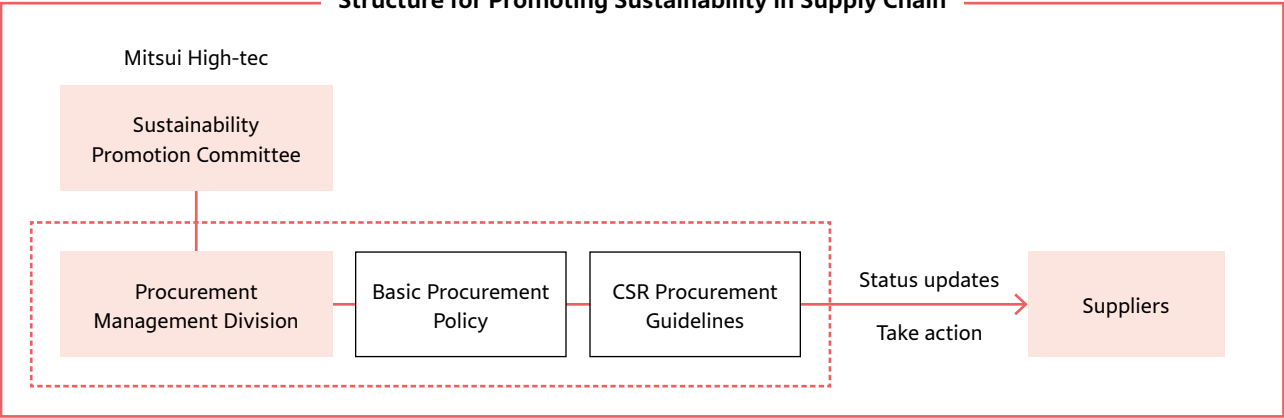 Structure for Promoting Sustainability in Supply Chain
Mitsui High-tec
Sustainability
Promotion Committee
Procurement
Management Division
Basic Procurement
Policy
CSR Procurement
Guidelines
Status updates
Take action
Suppliers